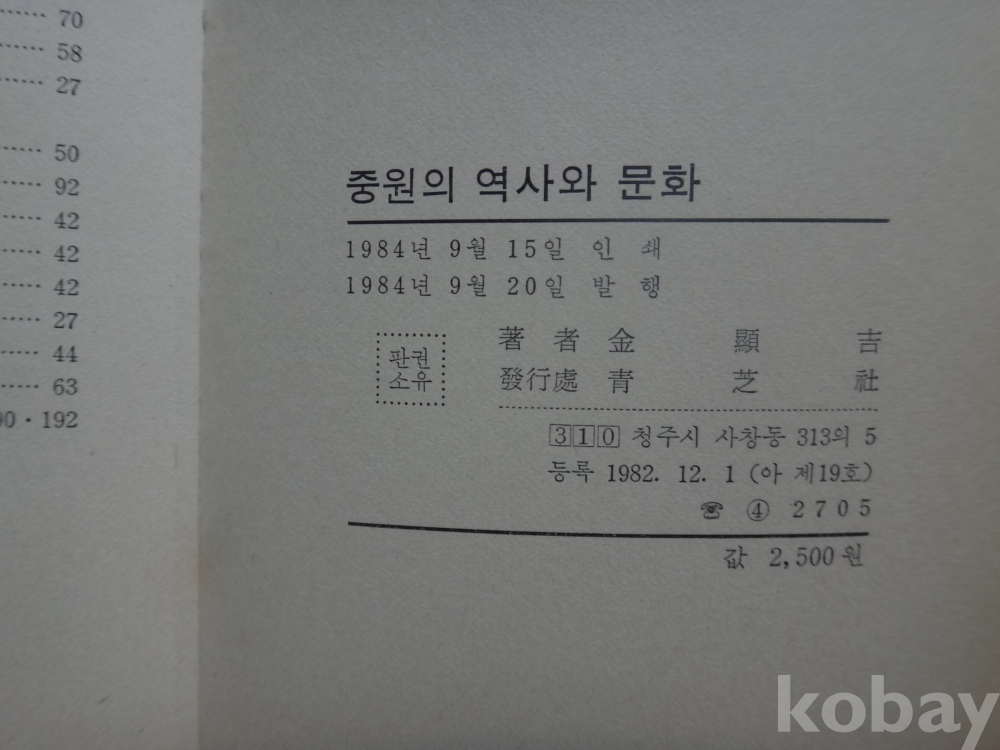 70
58
27
50
92
42
42
42
27
44
63
90 · 192
중원의 역사와 문화
1984년 9월 15일 인 쇄
1984년 9월 20일 발 행
판권
소유
著 者 金 顯 吉
發行處 靑 芝 社
310 청주시 사창동 313의 5
등록 1982. 12. 1 (아 제19호)
☎ ④ 2705
값 2,500원
kobay